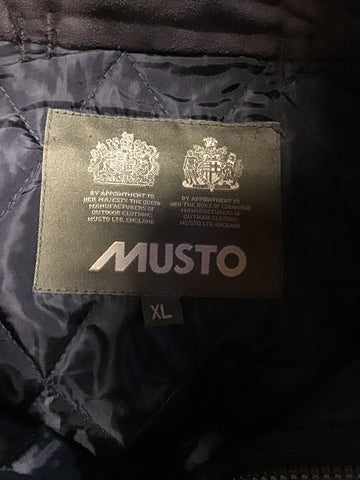 BY APPOINTMENT TO
HER MAJESTY THE QUEEN
MANUFACTURERS OF
OUTDOOR CLOTHING
MUSTO LTD, ENGLAND
BY APPOINTMENT TO
HRH THE DUKE OF EDINBURGH
MANUFACTURERS OF
OUTDOOR CLOTHING
MUSTO LTD, ENGLAND
MUSTO
XL